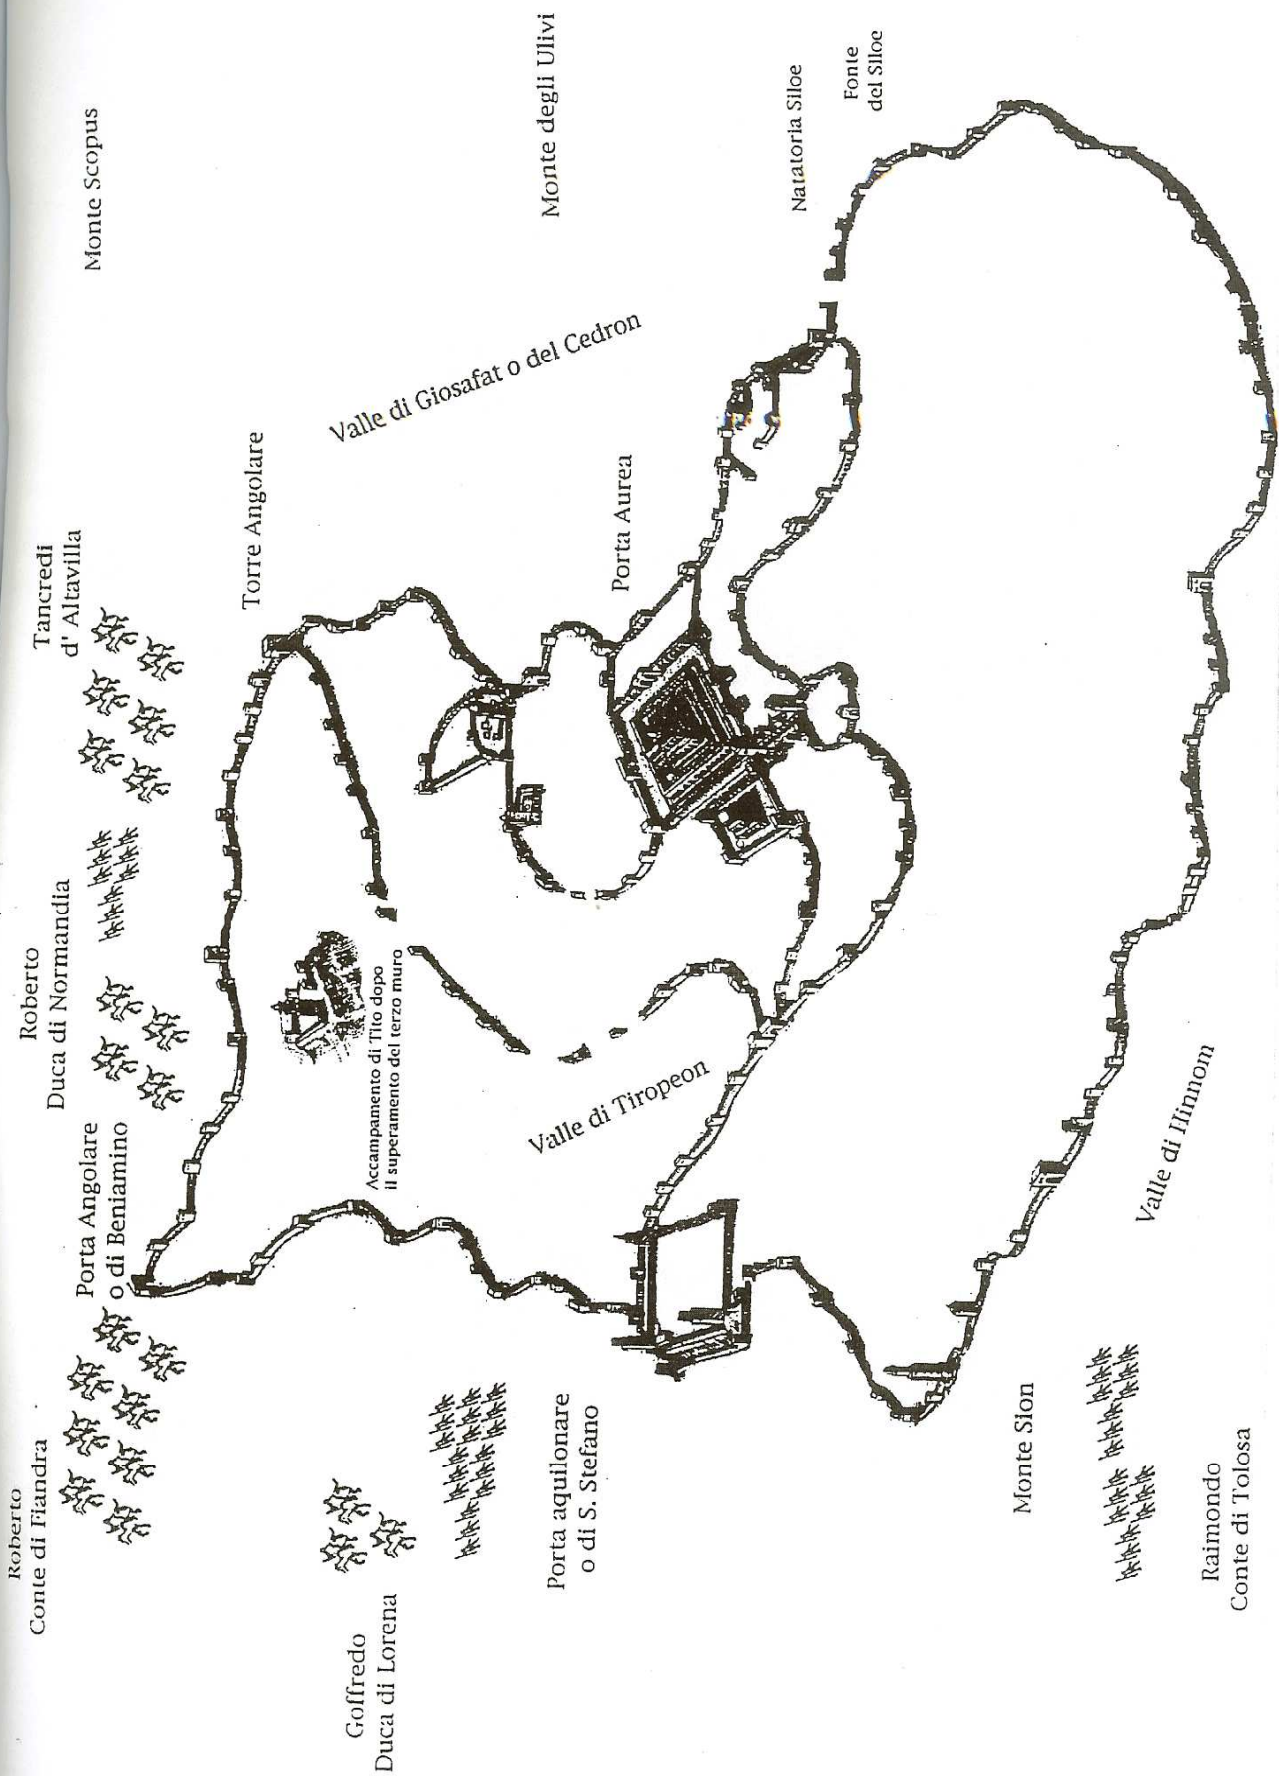 Roberto
Conte di Fiandra
Goffredo
Duca di Lorena
Porta Angolare
o di Beniamino
Roberto
Duca di Normandia
Tancredi
d' Altavilla
Monte Scopus
Torre Angolare
Valle di Giosafat o del Cedron
Accampamento di Tito dopo
il superamento del terzo muro
Porta aquilonare
o di S. Stefano
Valle di Tiropeon
Porta Aurea
Monte degli Ulivi
Natatoria Siloe
Fonte
del Siloe
Monte Sion
Valle di Hinnom
Raimondo
Conte di Tolosa